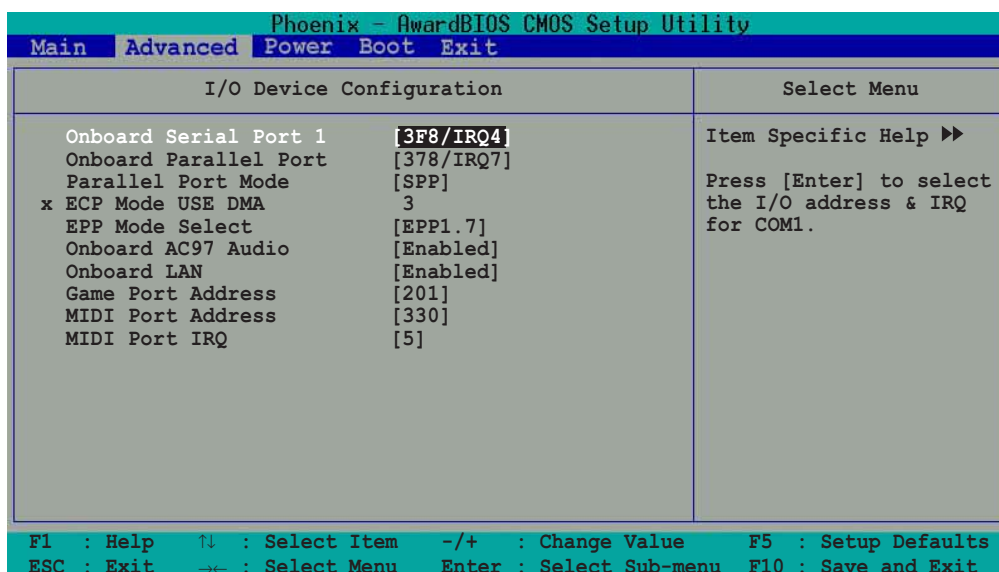 Phoenix - AwardBIOS CMOS Setup Utility
Main Advanced Power Boot Exit
I/O Device Configuration
Select Menu
Onboard Serial Port 1 [3F8/IRQ4]
Onboard Parallel Port [378/IRQ7]
Parallel Port Mode [SPP]
x ECP Mode USE DMA 3
EPP Mode Select [EPP1.7]
Onboard AC97 Audio [Enabled]
Onboard LAN [Enabled]
Game Port Address [201]
MIDI Port Address [330]
MIDI Port IRQ [5]
Item Specific Help ▶▶
Press [Enter] to select
the I/O address & IRQ
for COM1.
F1 : Help ↑↓ : Select Item -/+ : Change Value F5 : Setup Defaults
ESC : Exit →← : Select Menu Enter : Select Sub-menu F10 : Save and Exit